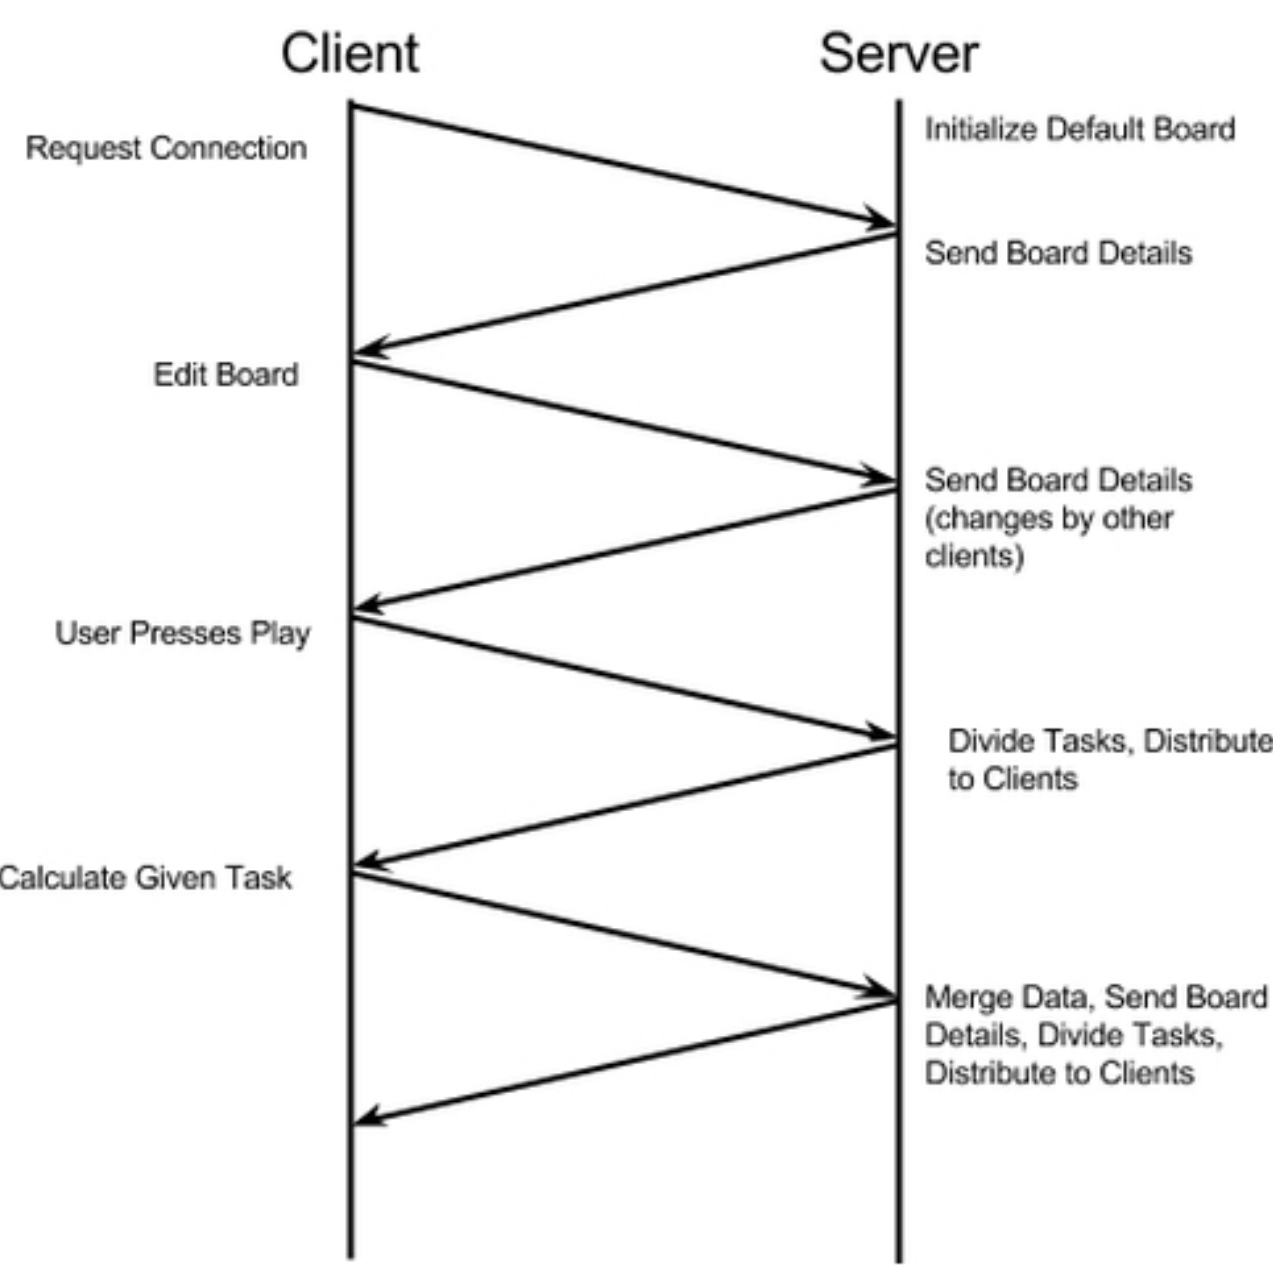 Client
Server
Initialize Default Board
Request Connection
Send Board Details
Edit Board
Send Board Details
(changes by other
clients)
User Presses Play
Divide Tasks, Distribute
to Clients
Calculate Given Task
Merge Data, Send Board
Details, Divide Tasks,
Distribute to Clients